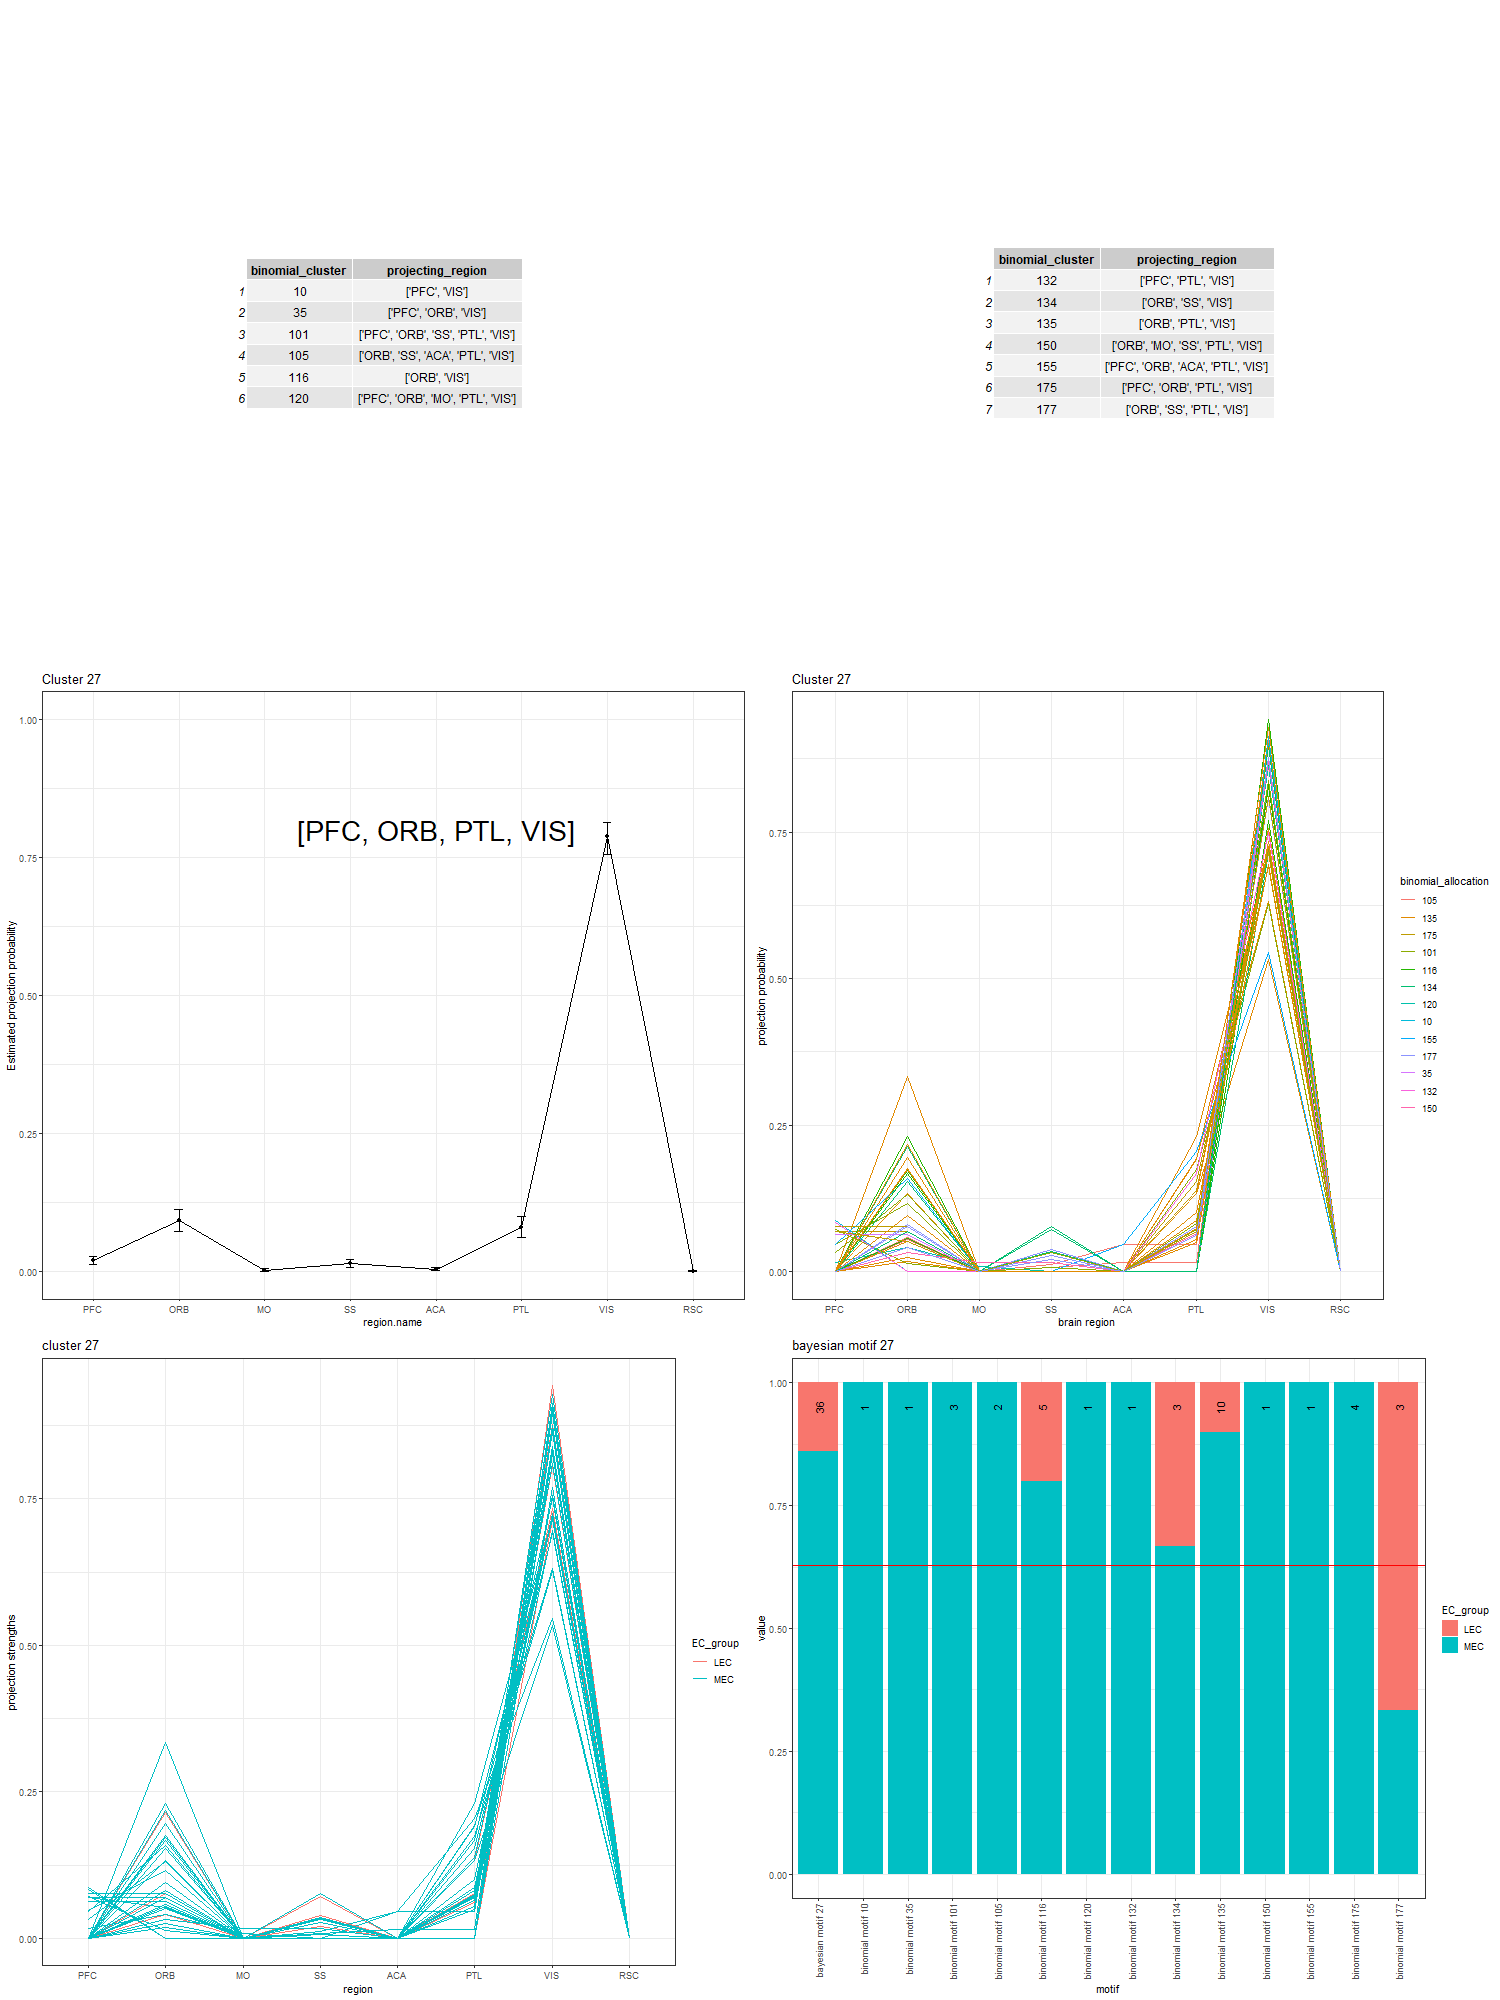 binomial_cluster projecting_region
1 10 ['PFC', 'VIS']
2 35 ['PFC', 'ORB', 'VIS']
3 101 ['PFC', 'ORB', 'SS', 'PTL', 'VIS']
4 105 ['ORB', 'SS', 'ACA', 'PTL', 'VIS']
5 116 ['ORB', 'VIS']
6 120 ['PFC', 'ORB', 'MO', 'PTL', 'VIS']
binomial_cluster projecting_region
1 132 ['PFC', 'PTL', 'VIS']
2 134 ['ORB', 'SS', 'VIS']
3 135 ['ORB', 'PTL', 'VIS']
4 150 ['ORB', 'MO', 'SS', 'PTL', 'VIS']
5 155 ['PFC', 'ORB', 'ACA', 'PTL', 'VIS']
6 175 ['PFC', 'ORB', 'PTL', 'VIS']
7 177 ['ORB', 'SS', 'PTL', 'VIS']
Cluster 27
Estimated projection probability
1.00
0.75
0.50
0.25
0.00
[PFC, ORB, PTL, VIS]
PFC ORB MO SS ACA PTL VIS RSC
region.name
Cluster 27
projection probability
0.75
0.50
0.25
0.00
PFC ORB MO SS ACA PTL VIS RSC
brain region
binomial_allocation
105
135
175
101
116
134
120
10
155
177
35
132
150
cluster 27
projection strengths
0.75
0.50
0.25
0.00
PFC ORB MO SS ACA PTL VIS RSC
region
EC_group
LEC
MEC
bayesian motif 27
value
1.00
0.75
0.50
0.25
0.00
36 1 1 3 2 5 1 1 3 10 1 1 4 3
bayesian motif 27
binomial motif 10
binomial motif 35
binomial motif 101
binomial motif 105
binomial motif 116
binomial motif 120
binomial motif 132
binomial motif 134
binomial motif 135
binomial motif 150
binomial motif 155
binomial motif 175
binomial motif 177
motif
EC_group
LEC
MEC